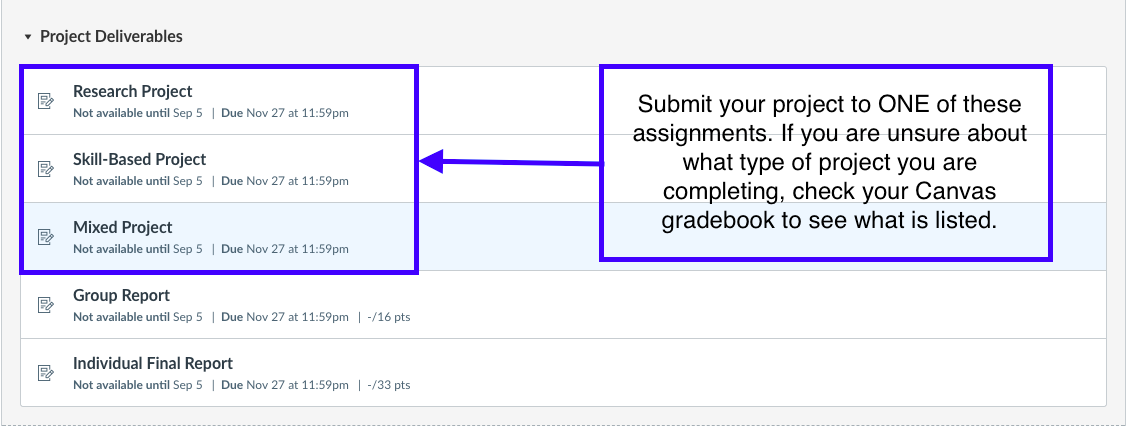 Project Deliverables
Research Project
Not available until Sep 5 | Due Nov 27 at 11:59pm
Skill-Based Project
Not available until Sep 5 | Due Nov 27 at 11:59pm
Mixed Project
Not available until Sep 5 | Due Nov 27 at 11:59pm
Submit your project to ONE of these
assignments. If you are unsure about
what type of project you are
completing, check your Canvas
gradebook to see what is listed.
Group Report
Not available until Sep 5 | Due Nov 27 at 11:59pm | -/16 pts
Individual Final Report
Not available until Sep 5 | Due Nov 27 at 11:59pm | -/33 pts